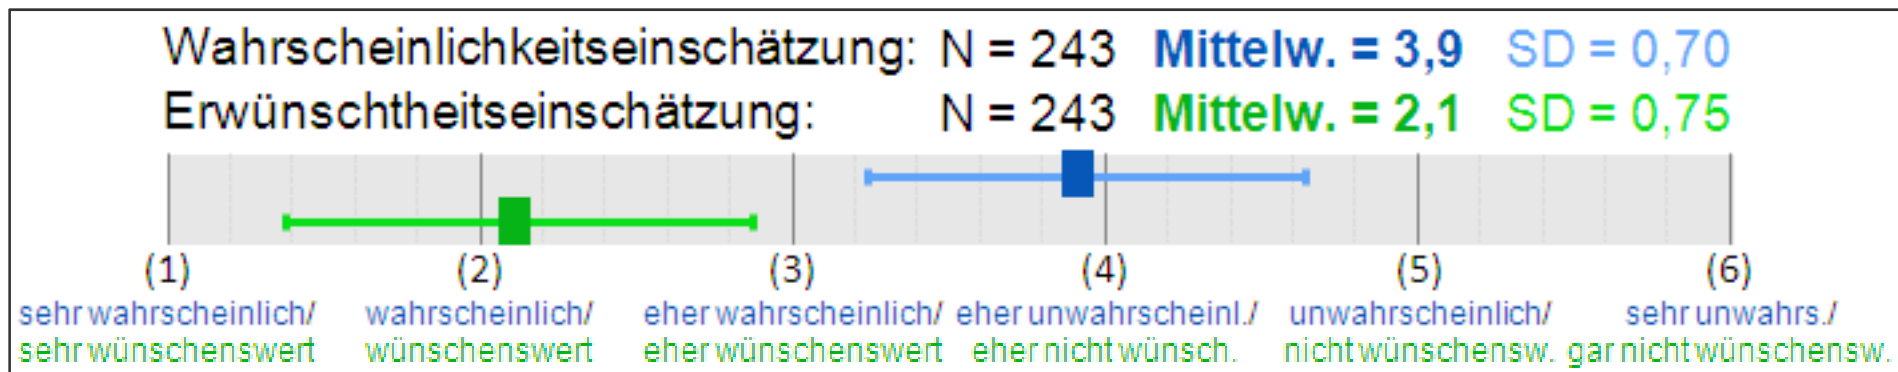 Wahrscheinlichkeitseinschätzung: N = 243 Mittelw. = 3,9 SD = 0,70
Erwünschtheitseinschätzung: N = 243 Mittelw. = 2,1 SD = 0,75
(1) (2) (3) (4) (5) (6)
sehr wahrscheinlich/ wahrscheinlich/ eher wahrscheinlich/ eher unwahrscheinl./ unwahrscheinlich/ sehr unwahrs./
sehr wünschenswert wünschenswert eher wünschenswert eher nicht wünsch. nicht wünschensw. gar nicht wünschensw.